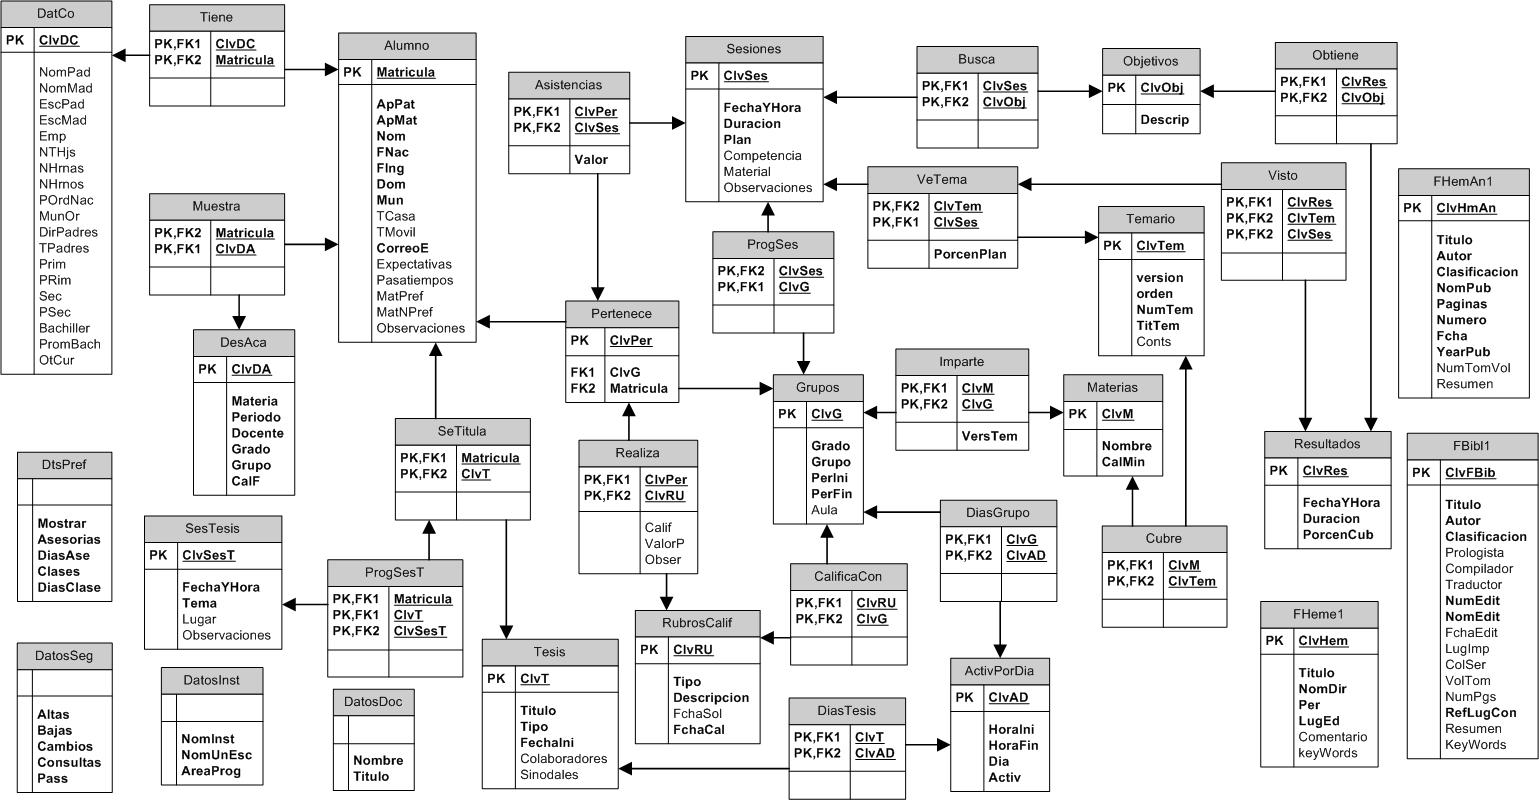 DatCo
PK ClvDC
NomPad
NomMad
EscPad
EscMad
Emp
NTHjs
NHrnas
NHrnos
POrdNac
MunOr
DirPadres
TPadres
Prim
PRim
Sec
PSec
Bachiller
PromBach
OtCur
Tiene
PK,FK1 ClvDC
PK,FK2 Matricula
Alumno
PK Matricula
ApPat
ApMat
Nom
FNac
FIng
Dom
Mun
TCasa
TMovil
CorreoE
Expectativas
Pasatiempos
MatPref
MatNPref
Observaciones
Asistencias
PK,FK1 ClvPer
PK,FK2 ClvSes
Valor
Sesiones
PK ClvSes
FechaYHora
Duracion
Plan
Competencia
Material
Observaciones
Busca
PK,FK1 ClvSes
PK,FK2 ClvObj
Objetivos
PK ClvObj
Descrip
Obtiene
PK,FK1 ClvRes
PK,FK2 ClvObj
Muestra
PK,FK2 Matricula
PK,FK1 ClvDA
VeTema
PK,FK2 ClvTem
PK,FK1 ClvSes
PorcenPlan
Visto
PK,FK1 ClvRes
PK,FK2 ClvTem
PK,FK2 ClvSes
FHemAn1
PK ClvHmAn
Titulo
Autor
Clasificacion
NomPub
Paginas
Numero
Fcha
YearPub
NumTomVol
Resumen
ProgSes
PK,FK2 ClvSes
PK,FK1 ClvG
Temario
PK ClvTem
version
orden
NumTem
TitTem
Conts
DesAca
PK ClvDA
Materia
Periodo
Docente
Grado
Grupo
CalF
Pertenece
PK ClvPer
FK1 ClvG
FK2 Matricula
Grupos
PK ClvG
Grado
Grupo
PerIni
PerFin
Aula
Imparte
PK,FK1 ClvM
PK,FK2 ClvG
VersTem
Materias
PK ClvM
Nombre
CalMin
SeTitula
PK,FK1 Matricula
PK,FK2 ClvT
Realiza
PK,FK1 ClvPer
PK,FK2 ClvRU
Calif
ValorP
Obser
Resultados
PK ClvRes
FechaYHora
Duracion
PorcenCub
FBibl1
PK ClvFBib
Titulo
Autor
Clasificacion
Prologista
Compilador
Traductor
NumEdit
NomEdit
FchaEdit
LugImp
ColSer
VolTom
NumPgs
RefLugCon
Resumen
KeyWords
DtsPref
Mostrar
Asesorias
DiasAse
Clases
DiasClase
SesTesis
PK ClvSesT
FechaYHora
Tema
Lugar
Observaciones
ProgSesT
PK,FK1 Matricula
PK,FK1 ClvT
PK,FK2 ClvSesT
DiasGrupo
PK,FK1 ClvG
PK,FK2 ClvAD
Cubre
PK,FK1 ClvM
PK,FK2 ClvTem
CalificaCon
PK,FK1 ClvRU
PK,FK2 ClvG
RubrosCalif
PK ClvRU
Tipo
Descripcion
FchaSol
FchaCal
FHeme1
PK ClvHem
Titulo
NomDir
Per
LugEd
Comentario
keyWords
DatosSeg
Altas
Bajas
Cambios
Consultas
Pass
DatosInst
NomInst
NomUnEsc
AreaProg
DatosDoc
Nombre
Titulo
Tesis
PK ClvT
Titulo
Tipo
FechaIni
Colaboradores
Sinodales
DiasTesis
PK,FK1 ClvT
PK,FK2 ClvAD
ActivPorDia
PK ClvAD
HoraIni
HoraFin
Dia
Activ